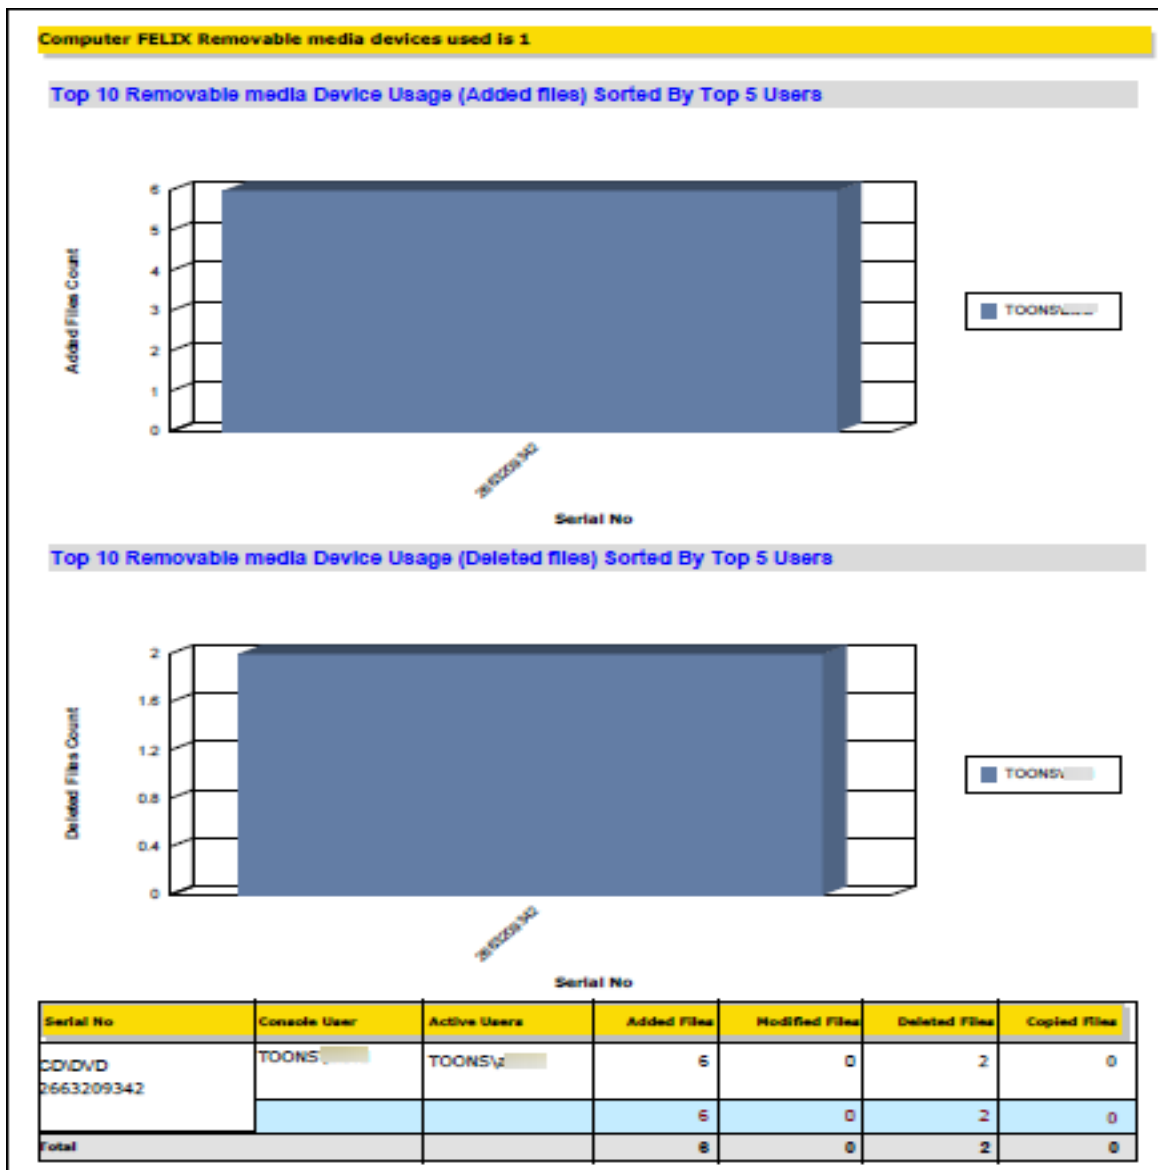 Computer FELIX Removable media devices used is 1
Top 10 Removable media Device Usage (Added files) Sorted By Top 5 Users
6
5
4
3
2
1
0
Added Files Count
TOONS\
2663209342
Serial No
Top 10 Removable media Device Usage (Deleted files) Sorted By Top 5 Users
2
1.6
1.2
0.8
0.4
0
Deleted Files Count
TOONS\
2663209342
Serial No
Serial No Console User Active Users Added Files Modified Files Deleted Files Copied Files
CD\DVD TOONS TOONS\ 6 0 2 0
2663209342
6 0 2 0
Total 6 0 2 0